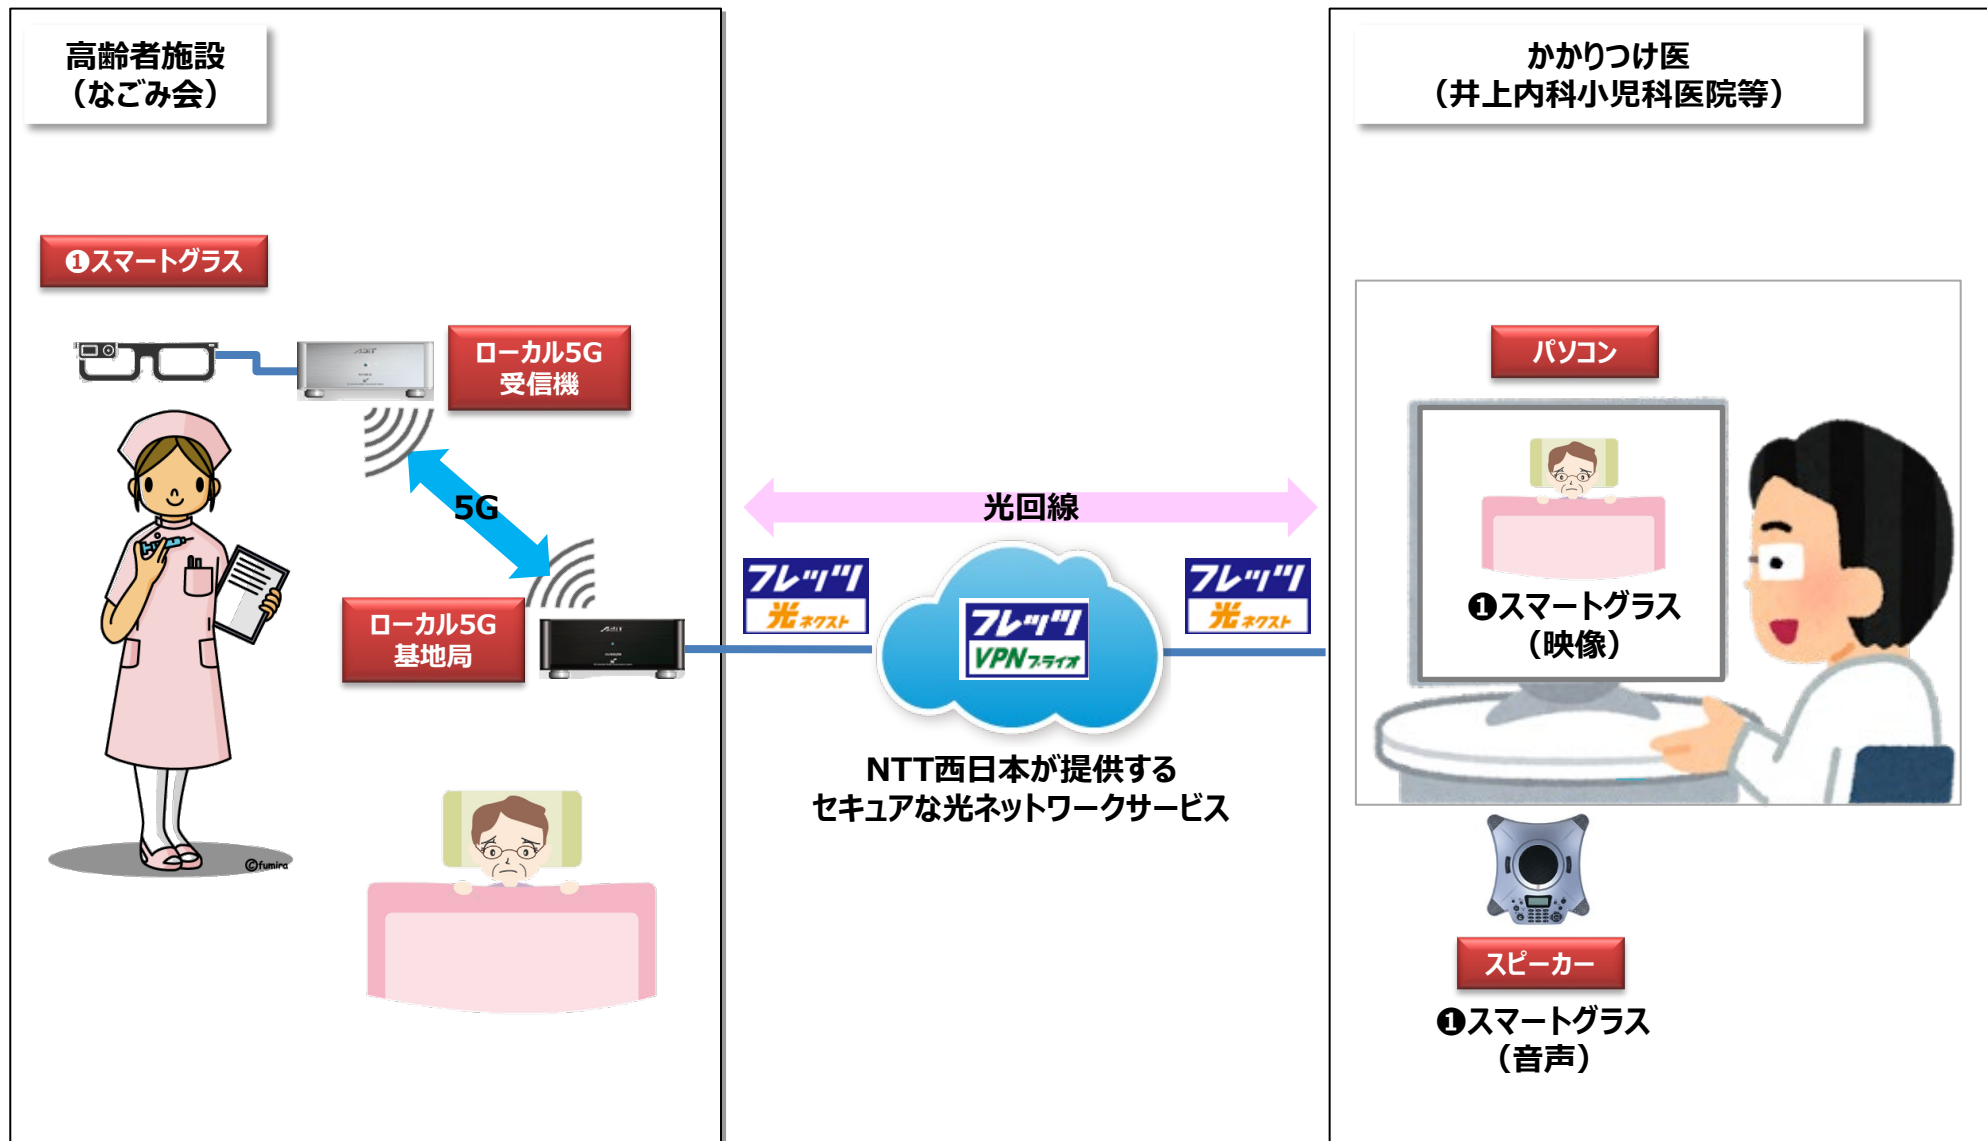 高齢者施設
（なごみ会）
かかりつけ医
（井上内科小児科医院等）
❶スマートグラス
ローカル5G
受信機
5G
ローカル5G
基地局
©fumira
光回線
フレッツ
光ネクスト
フレッツ
VPNプライオ
フレッツ
光ネクスト
NTT西日本が提供する
セキュアな光ネットワークサービス
パソコン
❶スマートグラス
（映像）
スピーカー
❶スマートグラス
（音声）